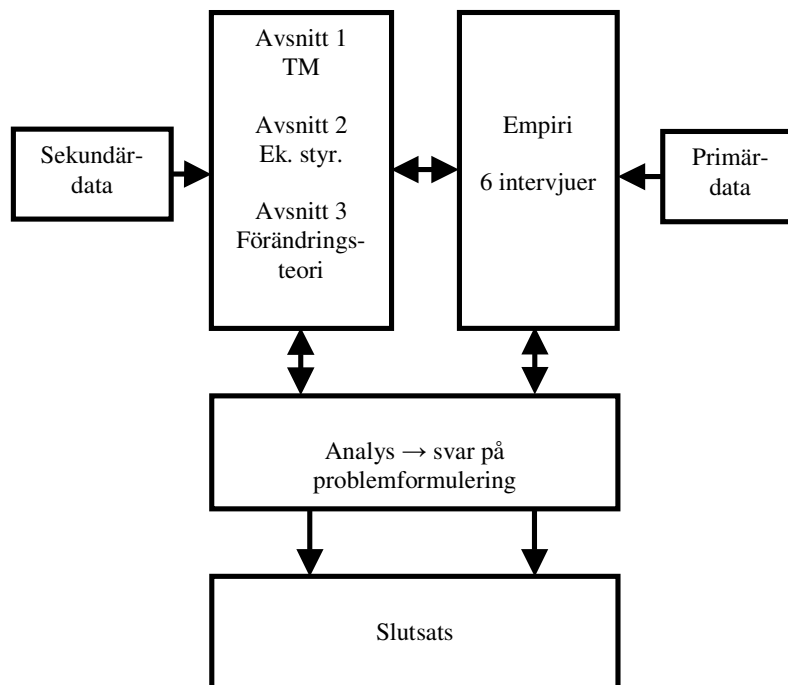 Sekundär-
data
Avsnitt 1
TM
Avsnitt 2
Ek. styr.
Avsnitt 3
Förändrings-
teori
Empiri
6 intervjuer
Primär-
data
Analys → svar på
problemformulering
Slutsats